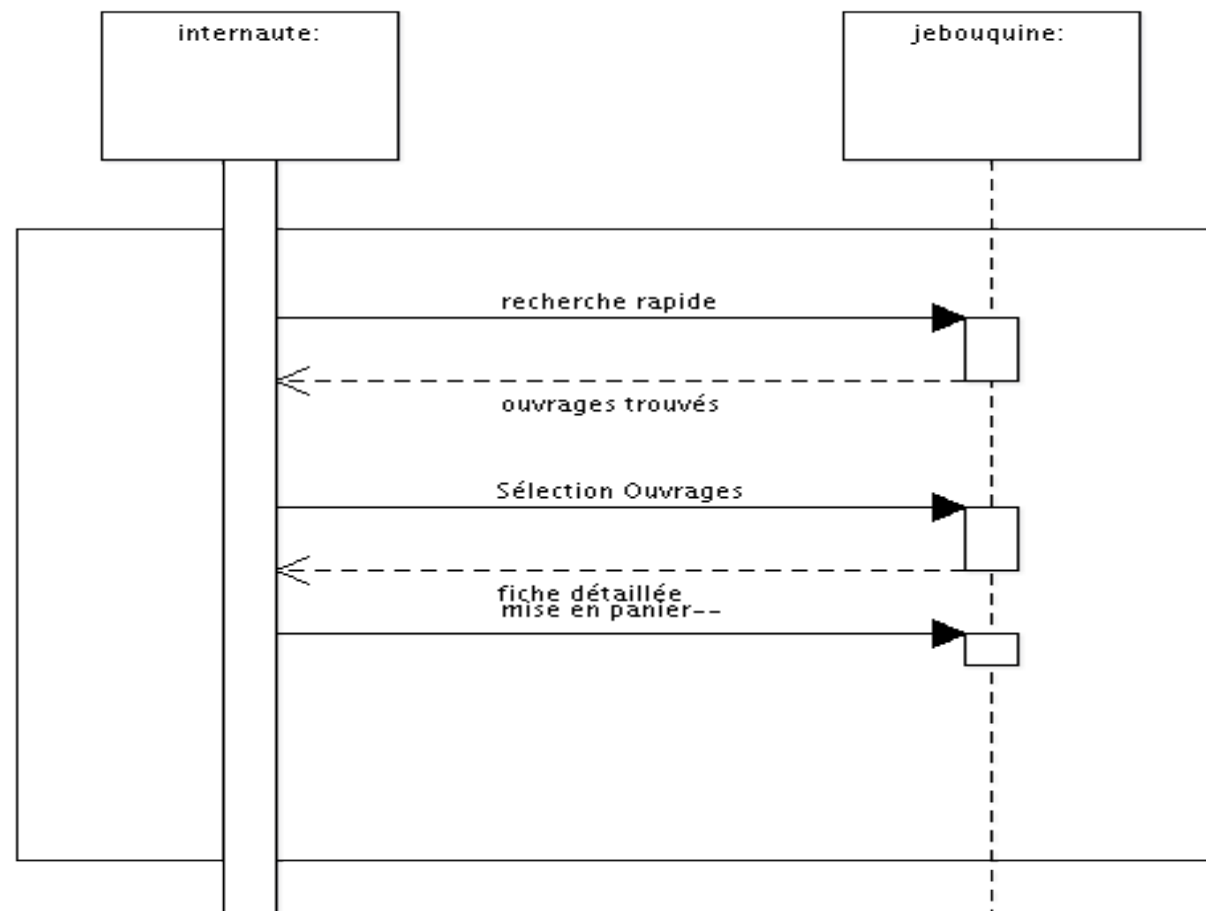 internaute:
jebouquine:
recherche rapide
ouvrages trouvés
Sélection Ouvrages
fiche détaillée
mise en panier--